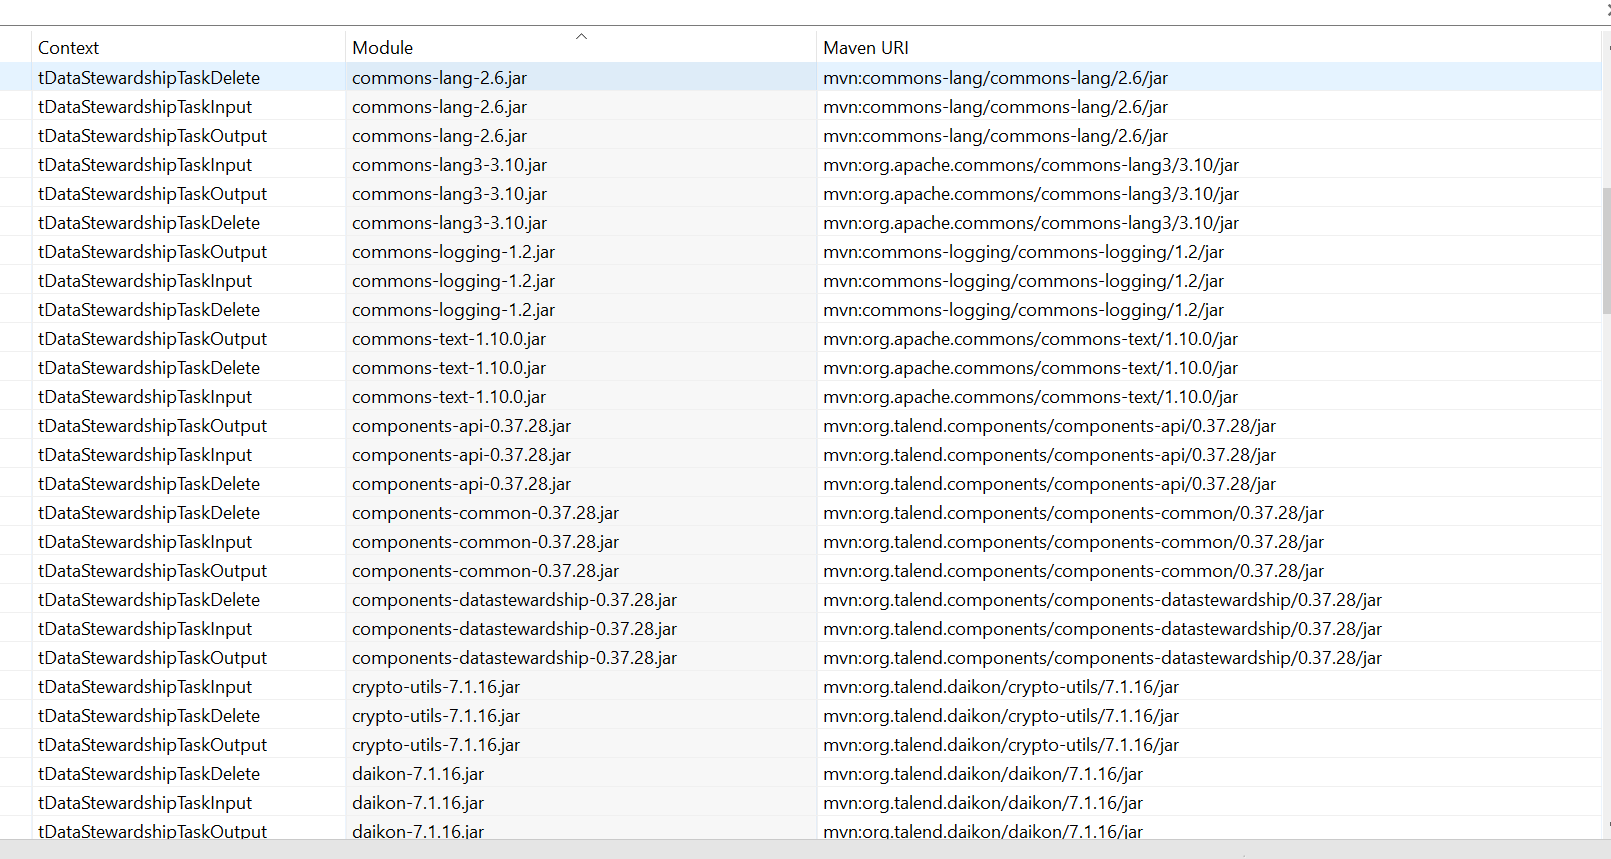 Context Module Maven URI
tDataStewardshipTaskDelete commons-lang-2.6.jar mvn:commons-lang/commons-lang/2.6/jar
tDataStewardshipTaskInput commons-lang-2.6.jar mvn:commons-lang/commons-lang/2.6/jar
tDataStewardshipTaskOutput commons-lang-2.6.jar mvn:commons-lang/commons-lang/2.6/jar
tDataStewardshipTaskInput commons-lang3-3.10.jar mvn:org.apache.commons/commons-lang3/3.10/jar
tDataStewardshipTaskOutput commons-lang3-3.10.jar mvn:org.apache.commons/commons-lang3/3.10/jar
tDataStewardshipTaskDelete commons-lang3-3.10.jar mvn:org.apache.commons/commons-lang3/3.10/jar
tDataStewardshipTaskOutput commons-logging-1.2.jar mvn:commons-logging/commons-logging/1.2/jar
tDataStewardshipTaskInput commons-logging-1.2.jar mvn:commons-logging/commons-logging/1.2/jar
tDataStewardshipTaskDelete commons-logging-1.2.jar mvn:commons-logging/commons-logging/1.2/jar
tDataStewardshipTaskOutput commons-text-1.10.0.jar mvn:org.apache.commons/commons-text/1.10.0/jar
tDataStewardshipTaskDelete commons-text-1.10.0.jar mvn:org.apache.commons/commons-text/1.10.0/jar
tDataStewardshipTaskInput commons-text-1.10.0.jar mvn:org.apache.commons/commons-text/1.10.0/jar
tDataStewardshipTaskOutput components-api-0.37.28.jar mvn:org.talend.components/components-api/0.37.28/jar
tDataStewardshipTaskInput components-api-0.37.28.jar mvn:org.talend.components/components-api/0.37.28/jar
tDataStewardshipTaskDelete components-api-0.37.28.jar mvn:org.talend.components/components-api/0.37.28/jar
tDataStewardshipTaskDelete components-common-0.37.28.jar mvn:org.talend.components/components-common/0.37.28/jar
tDataStewardshipTaskInput components-common-0.37.28.jar mvn:org.talend.components/components-common/0.37.28/jar
tDataStewardshipTaskOutput components-common-0.37.28.jar mvn:org.talend.components/components-common/0.37.28/jar
tDataStewardshipTaskDelete components-datastewardship-0.37.28.jar mvn:org.talend.components/components-datastewardship/0.37.28/jar
tDataStewardshipTaskInput components-datastewardship-0.37.28.jar mvn:org.talend.components/components-datastewardship/0.37.28/jar
tDataStewardshipTaskOutput components-datastewardship-0.37.28.jar mvn:org.talend.components/components-datastewardship/0.37.28/jar
tDataStewardshipTaskInput crypto-utils-7.1.16.jar mvn:org.talend.daikon/crypto-utils/7.1.16/jar
tDataStewardshipTaskDelete crypto-utils-7.1.16.jar mvn:org.talend.daikon/crypto-utils/7.1.16/jar
tDataStewardshipTaskOutput crypto-utils-7.1.16.jar mvn:org.talend.daikon/crypto-utils/7.1.16/jar
tDataStewardshipTaskDelete daikon-7.1.16.jar mvn:org.talend.daikon/daikon/7.1.16/jar
tDataStewardshipTaskInput daikon-7.1.16.jar mvn:org.talend.daikon/daikon/7.1.16/jar
tDataStewardshipTaskOutput daikon-7.1.16.jar mvn:org.talend.daikon/daikon/7.1.16/jar